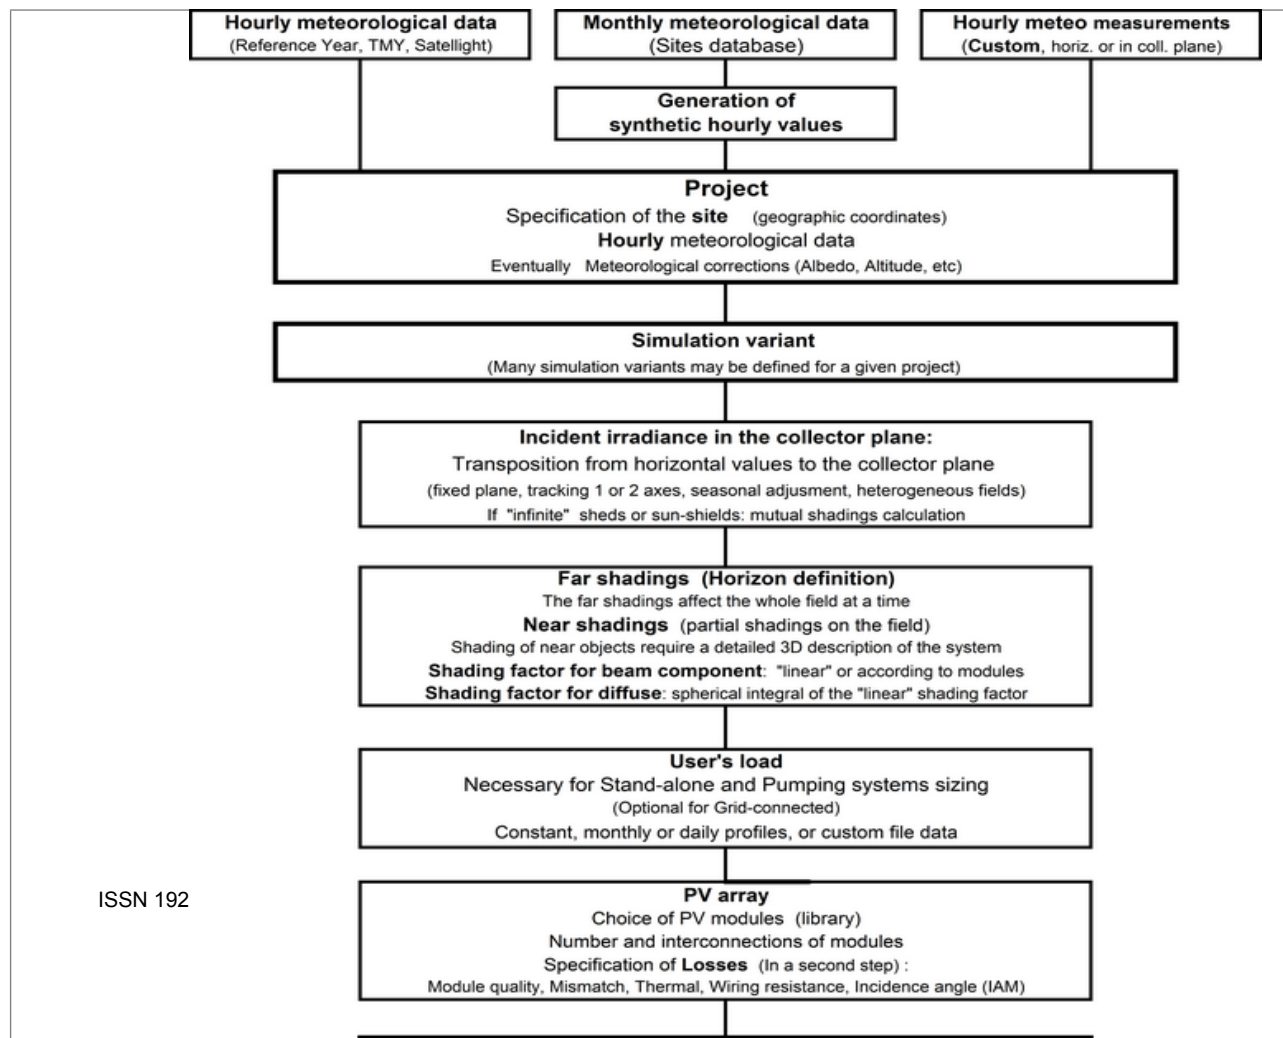 Hourly meteorological data
(Reference Year, TMY, Satellight)
Monthly meteorological data
(Sites database)
Hourly meteo measurements
(Custom, horiz. or in coll. plane)
Generation of
synthetic hourly values
Project
Specification of the site (geographic coordinates)
Hourly meteorological data
Eventually Meteorological corrections (Albedo, Altitude, etc)
Simulation variant
(Many simulation variants may be defined for a given project)
Incident irradiance in the collector plane:
Transposition from horizontal values to the collector plane
(fixed plane, tracking 1 or 2 axes, seasonal adjusment, heterogeneous fields)
If "infinite" sheds or sun-shields: mutual shadings calculation
Far shadings (Horizon definition)
The far shadings affect the whole field at a time
Near shadings (partial shadings on the field)
Shading of near objects require a detailed 3D description of the system
Shading factor for beam component: "linear" or according to modules
Shading factor for diffuse: spherical integral of the "linear" shading factor
User's load
Necessary for Stand-alone and Pumping systems sizing
(Optional for Grid-connected)
Constant, monthly or daily profiles, or custom file data
ISSN 192
PV array
Choice of PV modules (library)
Number and interconnections of modules
Specification of Losses (In a second step) :
Module quality, Mismatch, Thermal, Wiring resistance, Incidence angle (IAM)